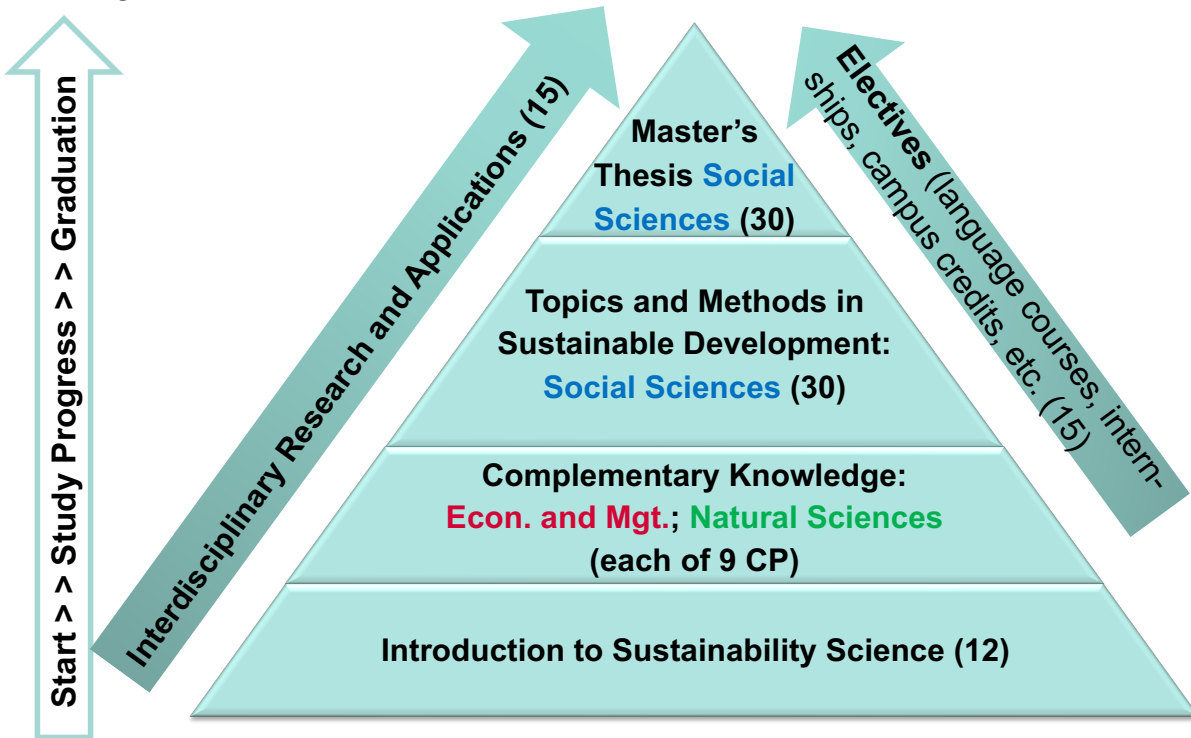 Start > > Study Progress > > Graduation
Interdisciplinary Research and Applications (15)
Master’s
Thesis Social
Sciences (30)
Topics and Methods in
Sustainable Development:
Social Sciences (30)
Complementary Knowledge:
Econ. and Mgt.; Natural Sciences
(each of 9 CP)
Introduction to Sustainability Science (12)
Electives (language courses, intern-
ships, campus credits, etc. (15)